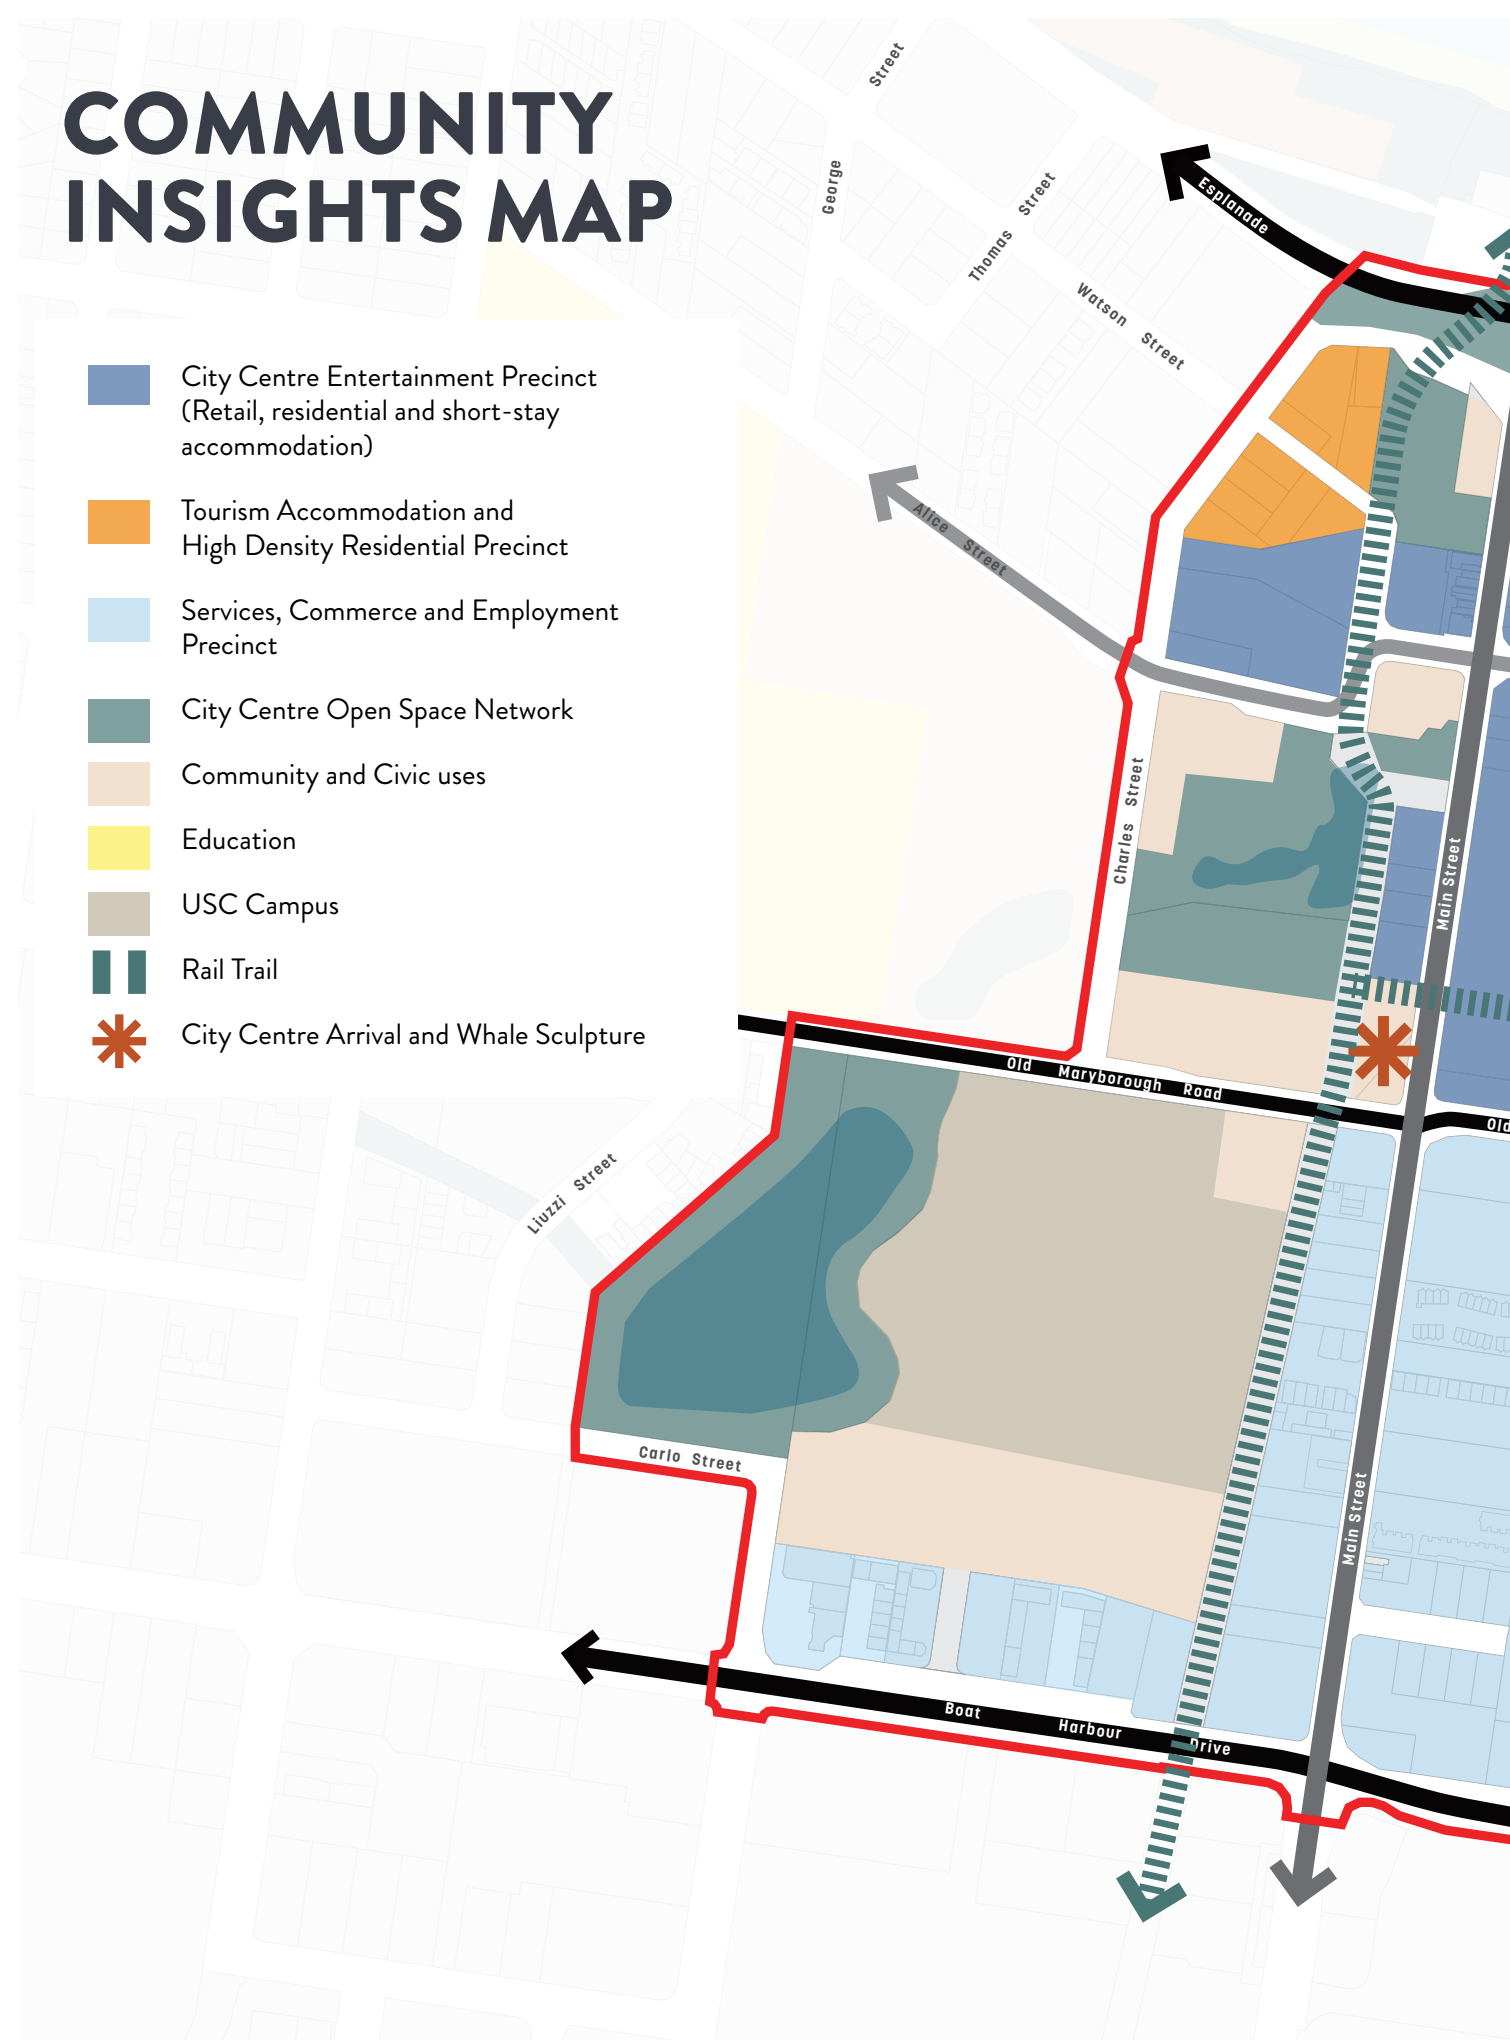 COMMUNITY
INSIGHTS MAP
City Centre Entertainment Precinct
(Retail, residential and short-stay
accommodation)
Tourism Accommodation and
High Density Residential Precinct
Services, Commerce and Employment
Precinct
City Centre Open Space Network
Community and Civic uses
Education
USC Campus
Rail Trail
City Centre Arrival and Whale Sculpture
Street
George
Thomas Street
Watson Street
Esplanade
Alice Street
Charles Street
Main Street
Old Maryborough Road
Old
Liuzzi Street
Carlo Street
Main Street
Boat Harbour Drive